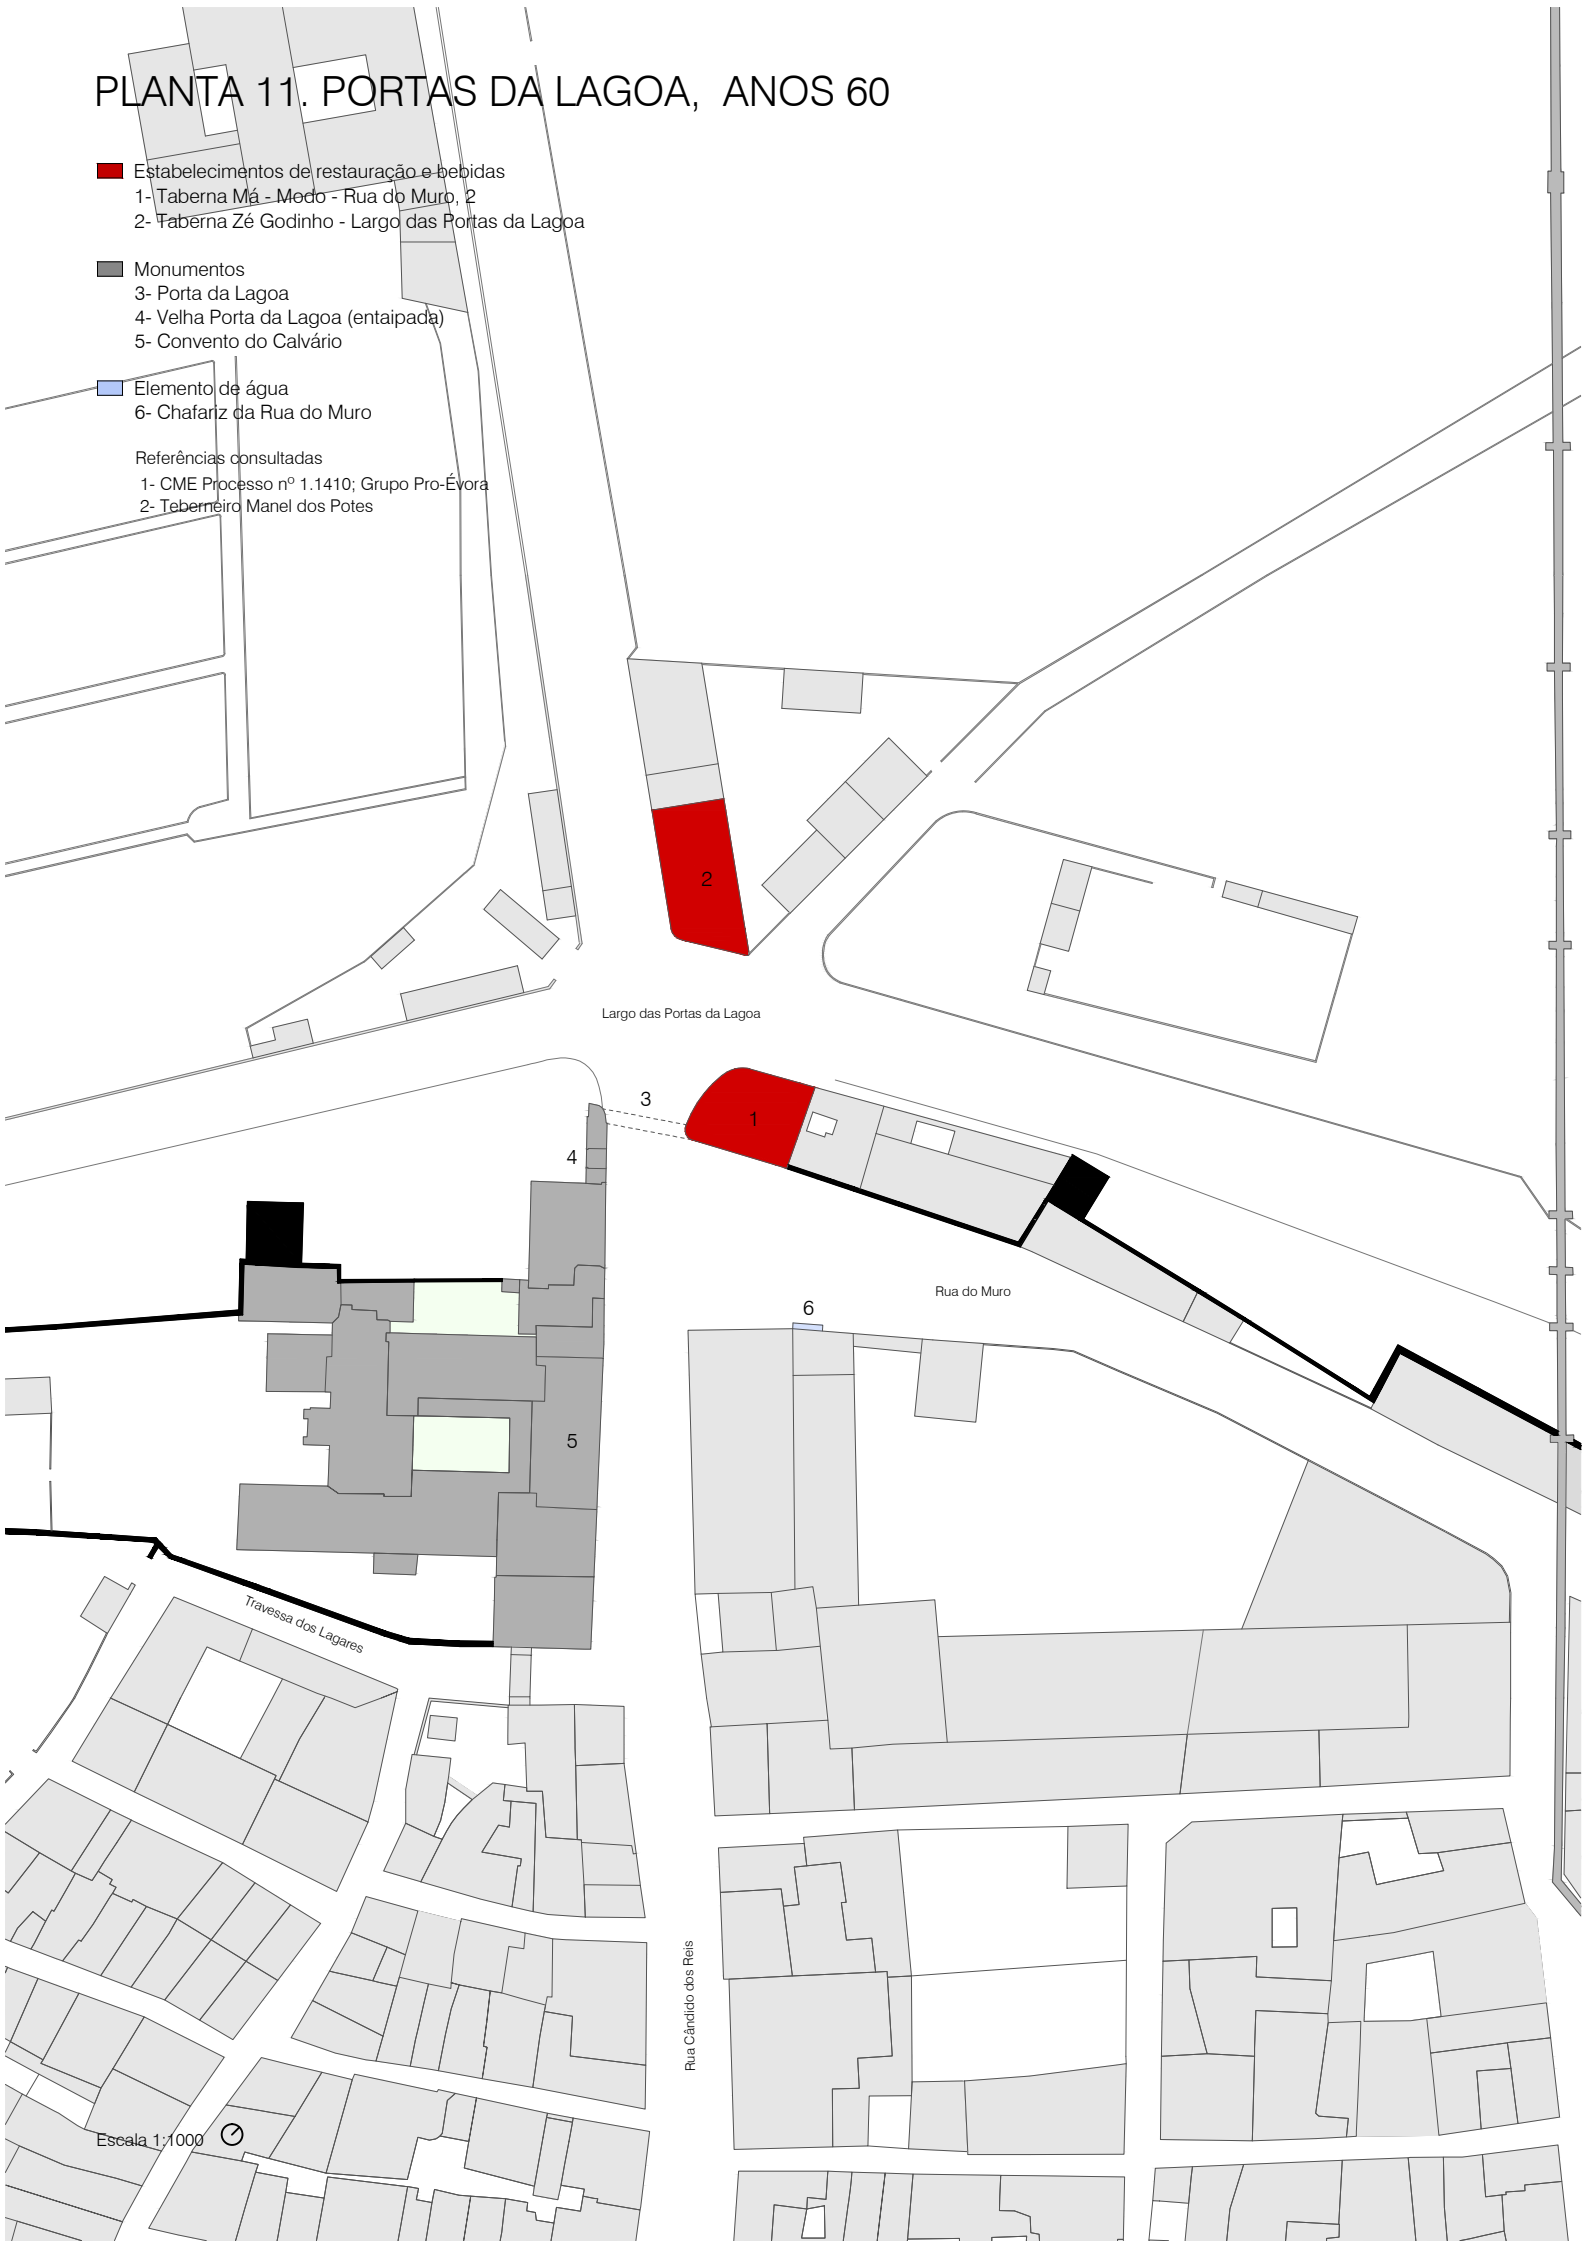 PLANTA 11. PORTAS DA LAGOA, ANOS 60
Estabelecimentos de restauração e bebidas
1- Taberna Má - Modo - Rua do Muro, 2
2- Taberna Zé Godinho - Largo das Portas da Lagoa
Monumentos
3- Porta da Lagoa
4- Velha Porta da Lagoa (entaipada)
5- Convento do Calvário
Elemento de água
6- Chafariz da Rua do Muro
Referências consultadas
1- CME Processo nº 1.1410; Grupo Pro-Évora
2- Teberneiro Manel dos Potes
2
Largo das Portas da Lagoa
3
1
4
Rua do Muro
6
5
Travessa dos Lagares
Rua Cândido dos Reis
Escala 1:1000